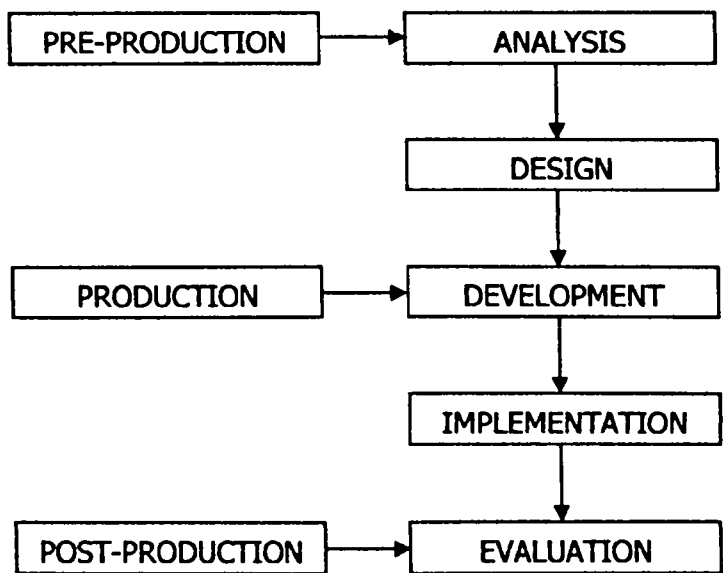 PRE-PRODUCTION
ANALYSIS
DESIGN
PRODUCTION
DEVELOPMENT
IMPLEMENTATION
POST-PRODUCTION
EVALUATION